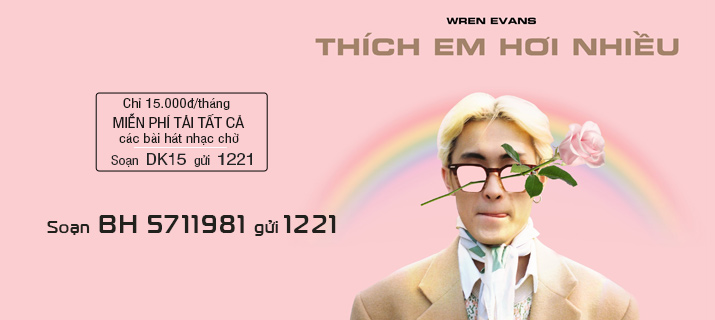 WREN EVANS
THÍCH EM HƠI NHIỀU
Chỉ 15.000đ/tháng
MIỄN PHÍ TẢI TẤT CẢ
các bài hát nhạc chờ
Soạn DK15 gửi 1221
Soạn BH 5711981 gửi 1221